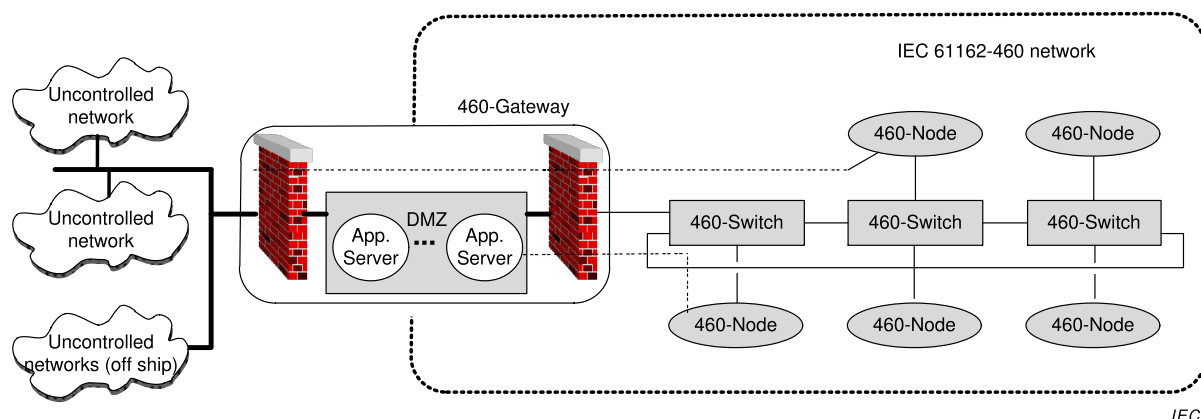 IEC 61162-460 network
Uncontrolled
network
460-Gateway
460-Node
460-Node
Uncontrolled
network
DMZ
App.
Server
...
App.
Server
460-Switch
460-Switch
460-Switch
Uncontrolled
networks (off ship)
460-Node
460-Node
460-Node
IEC